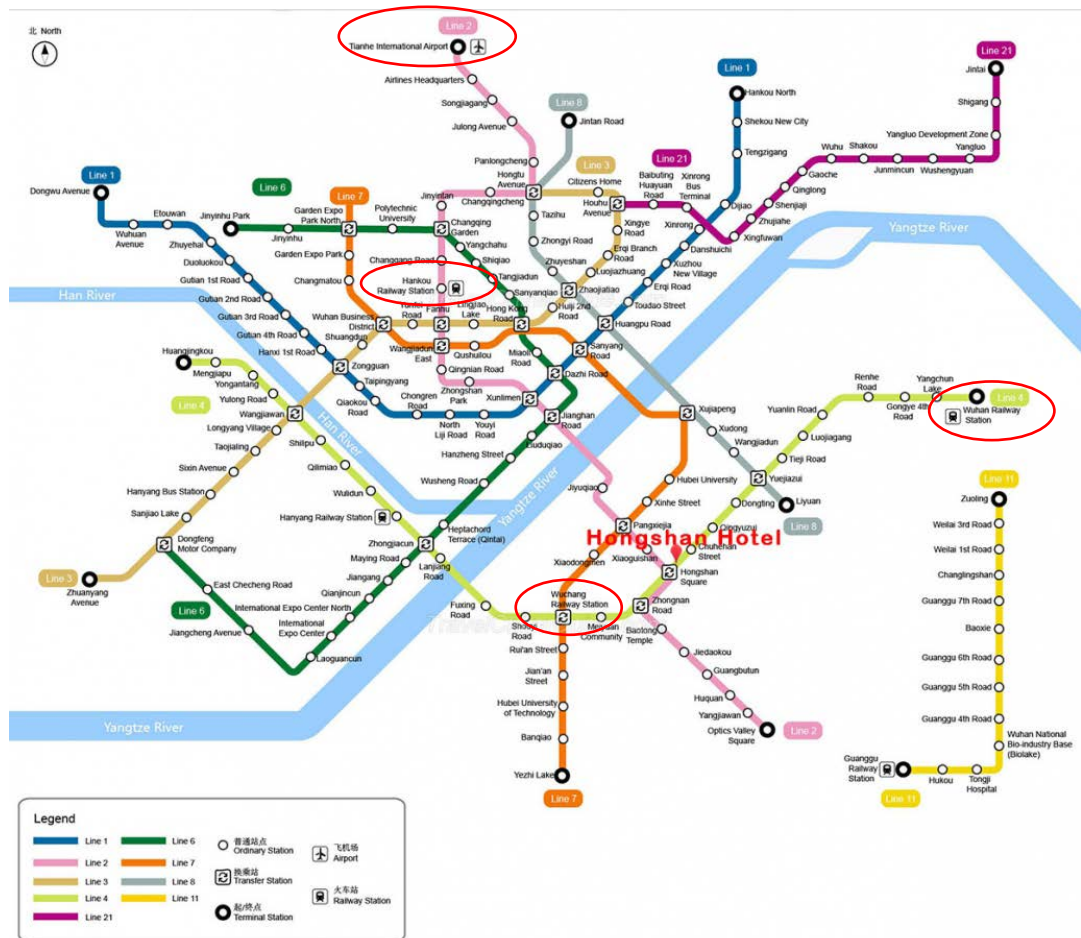 北 North
Line 2
Tianhe International Airport
Airlines Headquarters
Songjiagang
Julong Avenue
Panlongcheng
Hongtu
Avenue
Changqingcheng
Jinyintan
Line 8
Jintan Road
Line 3
Citizens Home
Houhu
Avenue
Line 21
Baibuting
Huayuan
Road
Xinrong
Bus
Terminal
Line 1
Hankou North
Shekou New City
Tengzigang
Dijiao
Xinrong
Danshuichi
Xuzhou
New Village
Erqi Road
Toudao Street
Huangpu Road
Line 21
Jintai
Shigang
Yangluo Development Zone
Yangluo
Wushengyuan
Junmincun
Shakou
Wuhu
Gaoche
Qinglong
Shenjiaji
Zhujiahe
Xingfuwan
Yangtze River
Line 1
Dongwu Avenue
Wuhuan
Avenue
Etouwan
Zhuyehai
Duoluokou
Gutian 1st Road
Gutian 2nd Road
Gutian 3rd Road
Gutian 4th Road
Hanxi 1st Road
Zongguan
Taipingyang
Qiaokou
Road
Chongren
Road
North
Liji Road
Youyi
Road
Xunlimen
Dazhi Road
Sanyang
Road
Line 6
Jinyinhu Park
Jinyinhu
Garden Expo
Park North
Line 7
Polytechnic
University
Changqing
Garden
Yangchahu
Shiqiao
Tangjiadun
Sanyanqiao
Hong Kong
Road
Miaoli
Road
Garden Expo Park
Changmatou
Wuhan Business
District
Changgang Road
Hankou
Railway Station
Yunfei
Road
Fanhu
Lingjiao
Lake
Wangjiadun
East
Qushuilou
Qingnian Road
Zhongshan
Park
Tazihu
Zhongyi Road
Zhuyeshan
Zhaojiatiao
Huiji 2nd
Road
Luojiazhuang
Erqi Branch
Road
Xingye
Road
Shuangdun
Han River
Han River
Huangjingkou
Mengjiapu
Yongantang
Yulong Road
Line 4
Wangjiawan
Longyang Village
Taojialing
Sixin Avenue
Hanyang Bus Station
Sanjiao Lake
Dongfeng
Motor Company
Line 3
Zhuanyang
Avenue
Shilipu
Qilimiao
Wulidun
Hanyang Railway Station
Zhongjiacun
Jianghan
Road
Liuduqiao
Hanzheng Street
Wusheng Road
Heptachord
Terrace (Qintai)
Maying Road
Jiangang
Qianjincun
International Expo Center North
International
Expo Center
Laoguancun
East Checheng Road
Line 6
Jiangcheng Avenue
Lanjiang
Road
Fuxing
Road
Shouyi
Road
Wuchang
Railway Station
Meiyuan
Community
Zhongnan
Road
Hongshan
Square
Hongshan Hotel
Yangtze River
Jiyuqiao
Pangxiejia
Xiaoguishan
Xiaodongmen
Xinhe Street
Hubei University
Xujiapeng
Xudong
Wangjiadun
Yuejiazui
Liyuan
Line 8
Dongting
Qingyuzui
Chuhehan
Street
Tieji Road
Luojiagang
Yuanlin Road
Renhe
Road
Gongye 4th
Road
Yangchun
Lake
Line 4
Wuhan Railway
Station
Rui'an Street
Jian'an
Street
Hubei University
of Technology
Banqiao
Yezhi Lake
Line 7
Baotong
Temple
Jiedaokou
Guangbutun
Huquan
Yangjiawan
Optics Valley
Square
Line 2
Line 11
Zuoling
Weilai 3rd Road
Weilai 1st Road
Changlingshan
Guanggu 7th Road
Baoxie
Guanggu 6th Road
Guanggu 5th Road
Guanggu 4th Road
Wuhan National
Bio-industry Base
(Biolake)
Tongji
Hospital
Hukou
Guanggu
Railway
Station
Line 11
Yangtze River
Legend
Line 1
Line 2
Line 3
Line 4
Line 21
Line 6
Line 7
Line 8
Line 11
普通站点
Ordinary Station
换乘站
Transfer Station
起/终点
Terminal Station
飞机场
Airport
火车站
Railway Station